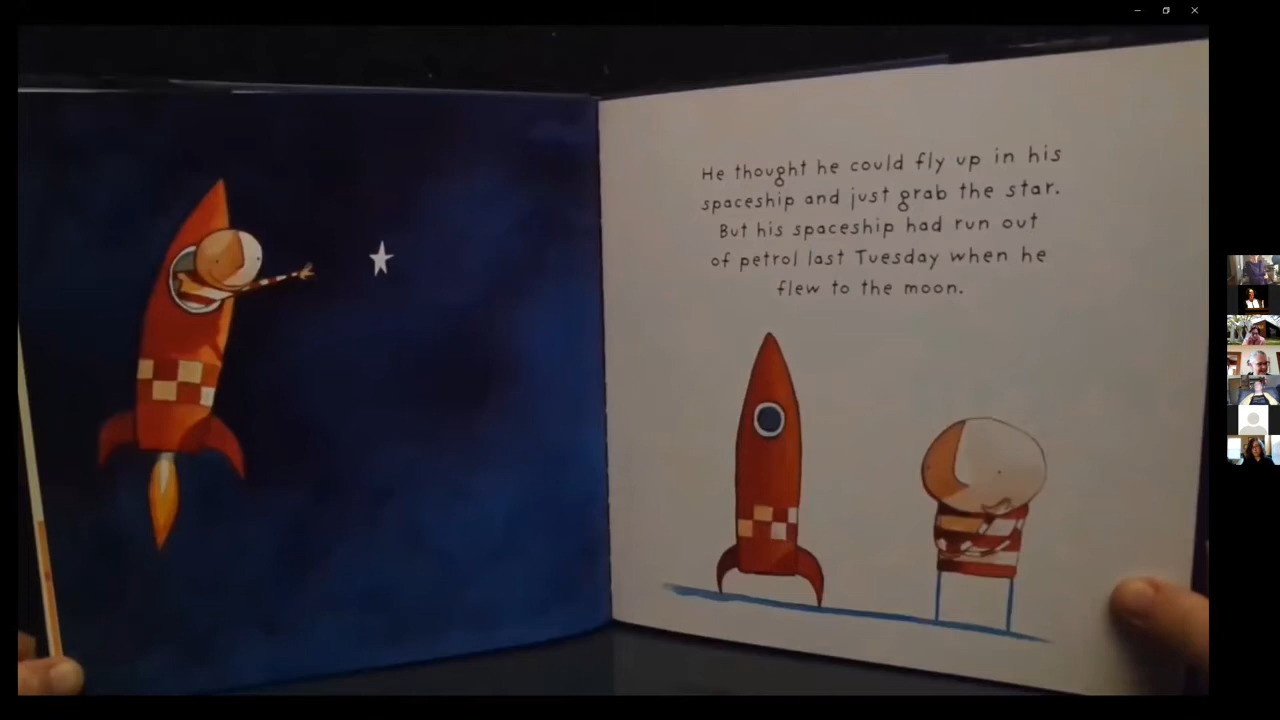 He thought he could fly up in his
spaceship and just grab the star.
But his spaceship had run out
of petrol last Tuesday when he
flew to the moon.